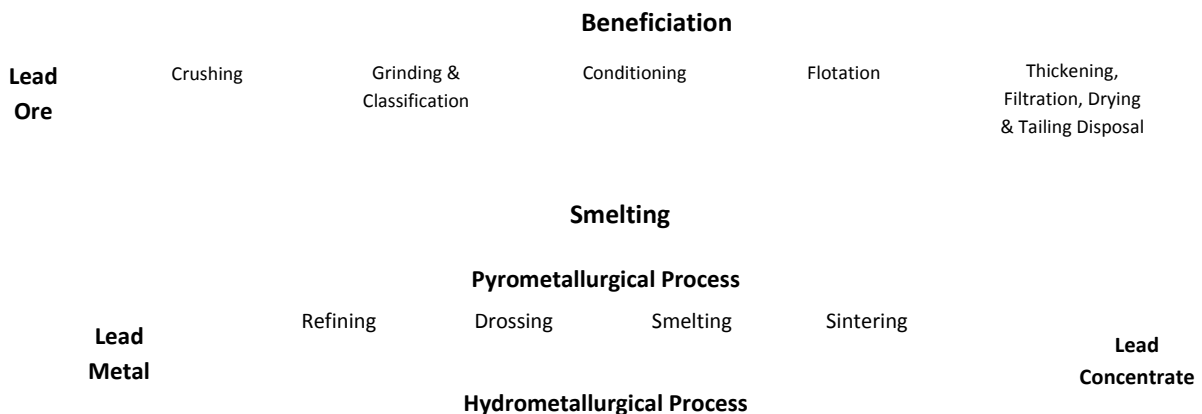 Beneficiation
Lead
Ore
Crushing
Grinding &
Classification
Conditioning
Flotation
Thickening,
Filtration, Drying
& Tailing Disposal
Smelting
Pyrometallurgical Process
Lead
Metal
Refining
Drossing
Smelting
Sintering
Lead
Concentrate
Hydrometallurgical Process